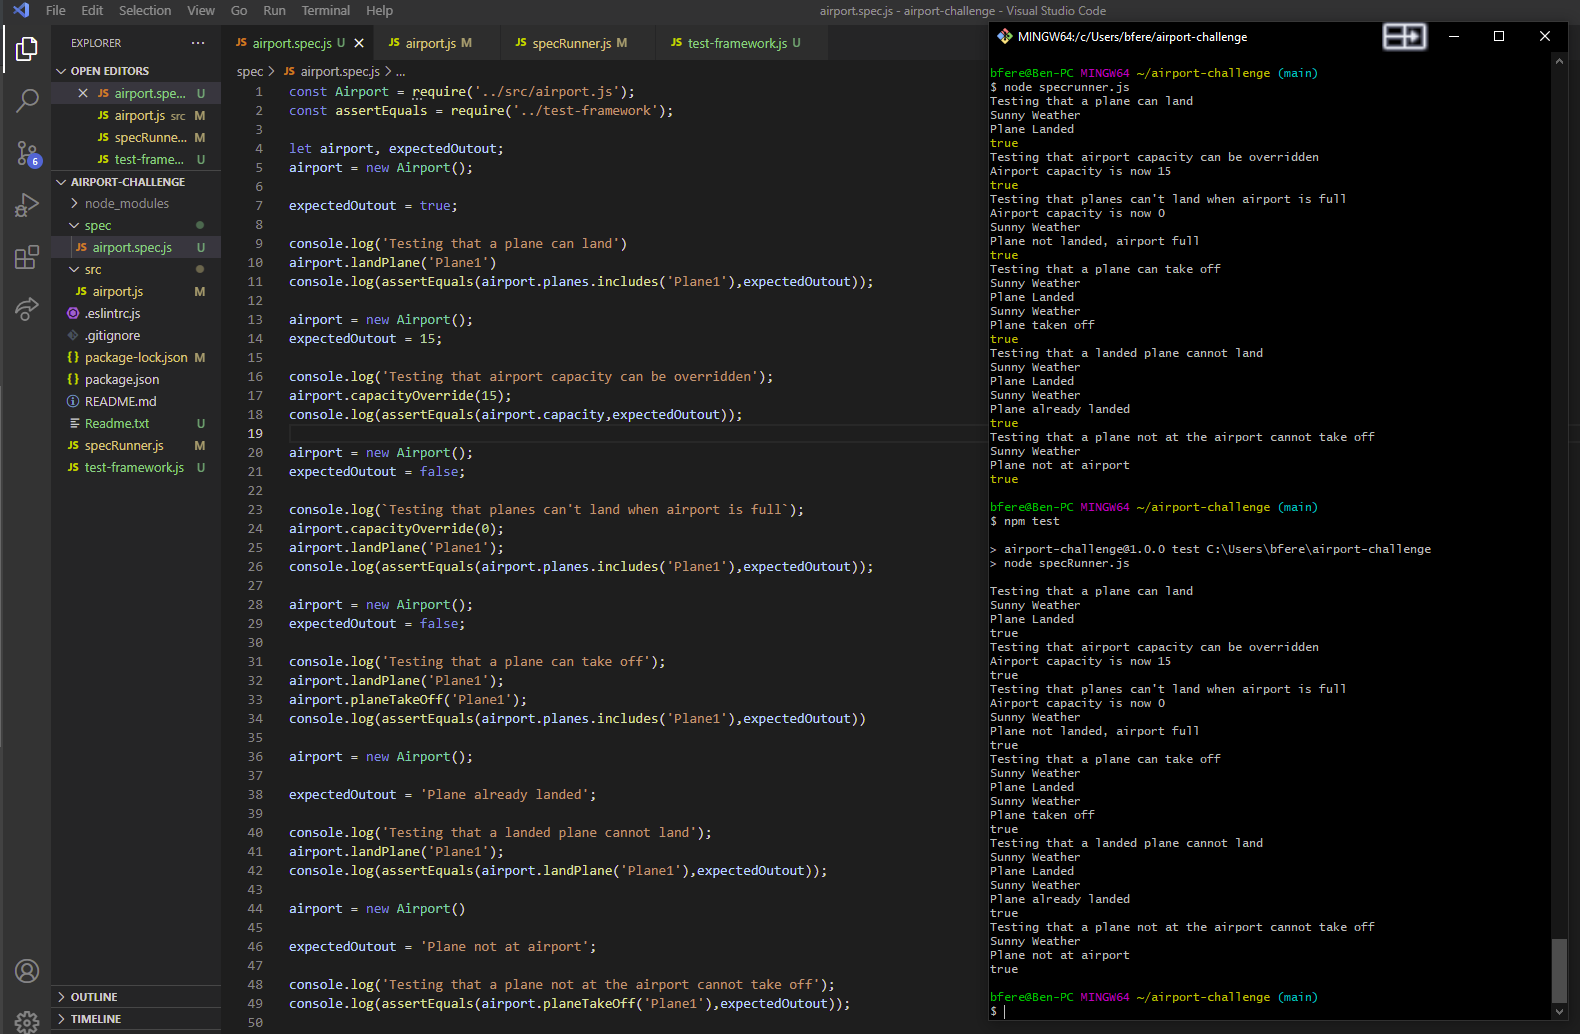 File Edit Selection View Go Run Terminal Help
airport.spec.js - airport-challenge - Visual Studio Code
EXPLORER
OPEN EDITORS
airport.spe... U
airport.js src M
specRunne... M
test-frame... U
AIRPORT-CHALLENGE
node_modules
spec
airport.spec.js U
src
airport.js M
.eslintrc.js
.gitignore
package-lock.json M
package.json
README.md
Readme.txt U
specRunner.js M
test-framework.js U
OUTLINE
TIMELINE
6
JS airport.spec.js U JS airport.js M JS specRunner.js M JS test-framework.js U
spec > JS airport.spec.js > ...
1 const Airport = require('../src/airport.js');
2 const assertEquals = require('../test-framework');
3
4 let airport, expectedOutout;
5 airport = new Airport();
6
7 expectedOutout = true;
8
9 console.log('Testing that a plane can land')
10 airport.landPlane('Plane1')
11 console.log(assertEquals(airport.planes.includes('Plane1'),expectedOutout));
12
13 airport = new Airport();
14 expectedOutout = 15;
15
16 console.log('Testing that airport capacity can be overridden');
17 airport.capacityOverride(15);
18 console.log(assertEquals(airport.capacity,expectedOutout));
19
20 airport = new Airport();
21 expectedOutout = false;
22
23 console.log(`Testing that planes can't land when airport is full`);
24 airport.capacityOverride(0);
25 airport.landPlane('Plane1');
26 console.log(assertEquals(airport.planes.includes('Plane1'),expectedOutout));
27
28 airport = new Airport();
29 expectedOutout = false;
30
31 console.log('Testing that a plane can take off');
32 airport.landPlane('Plane1');
33 airport.planeTakeOff('Plane1');
34 console.log(assertEquals(airport.planes.includes('Plane1'),expectedOutout))
35
36 airport = new Airport();
37
38 expectedOutout = 'Plane already landed';
39
40 console.log('Testing that a landed plane cannot land');
41 airport.landPlane('Plane1');
42 console.log(assertEquals(airport.landPlane('Plane1'),expectedOutout));
43
44 airport = new Airport()
45
46 expectedOutout = 'Plane not at airport';
47
48 console.log('Testing that a plane not at the airport cannot take off');
49 console.log(assertEquals(airport.planeTakeOff('Plane1'),expectedOutout));
50
MINGW64:/c/Users/bfere/airport-challenge
bfere@Ben-PC MINGW64 ~/airport-challenge (main)
$ node specrunner.js
Testing that a plane can land
Sunny Weather
Plane Landed
true
Testing that airport capacity can be overridden
Airport capacity is now 15
true
Testing that planes can't land when airport is full
Airport capacity is now 0
Sunny Weather
Plane not landed, airport full
true
Testing that a plane can take off
Sunny Weather
Plane Landed
Sunny Weather
Plane taken off
true
Testing that a landed plane cannot land
Sunny Weather
Plane Landed
Sunny Weather
Plane already landed
true
Testing that a plane not at the airport cannot take off
Sunny Weather
Plane not at airport
true
bfere@Ben-PC MINGW64 ~/airport-challenge (main)
$ npm test
> airport-challenge@1.0.0 test C:\Users\bfere\airport-challenge
> node specRunner.js
Testing that a plane can land
Sunny Weather
Plane Landed
true
Testing that airport capacity can be overridden
Airport capacity is now 15
true
Testing that planes can't land when airport is full
Airport capacity is now 0
Sunny Weather
Plane not landed, airport full
true
Testing that a plane can take off
Sunny Weather
Plane Landed
Sunny Weather
Plane taken off
true
Testing that a landed plane cannot land
Sunny Weather
Plane Landed
Sunny Weather
Plane already landed
true
Testing that a plane not at the airport cannot take off
Sunny Weather
Plane not at airport
true
bfere@Ben-PC MINGW64 ~/airport-challenge (main)
$